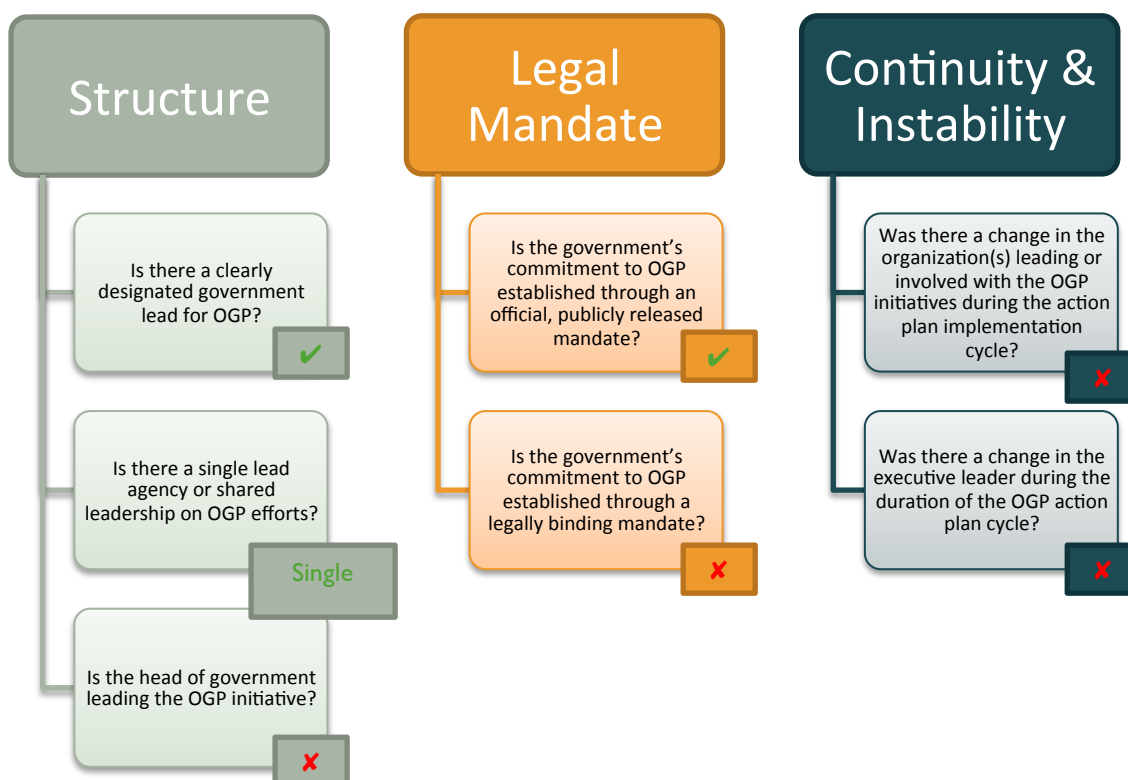 Structure
Is there a clearly
designated government
lead for OGP?
✔
Is there a single lead
agency or shared
leadership on OGP efforts?
Single
Is the head of government
leading the OGP initiative?
✘
Legal
Mandate
Is the government’s
commitment to OGP
established through an
official, publicly released
mandate?
✔
Is the government’s
commitment to OGP
established through a
legally binding mandate?
✘
Continuity &
Instability
Was there a change in the
organization(s) leading or
involved with the OGP
initiatives during the action
plan implementation
cycle?
✘
Was there a change in the
executive leader during the
duration of the OGP action
plan cycle?
✘